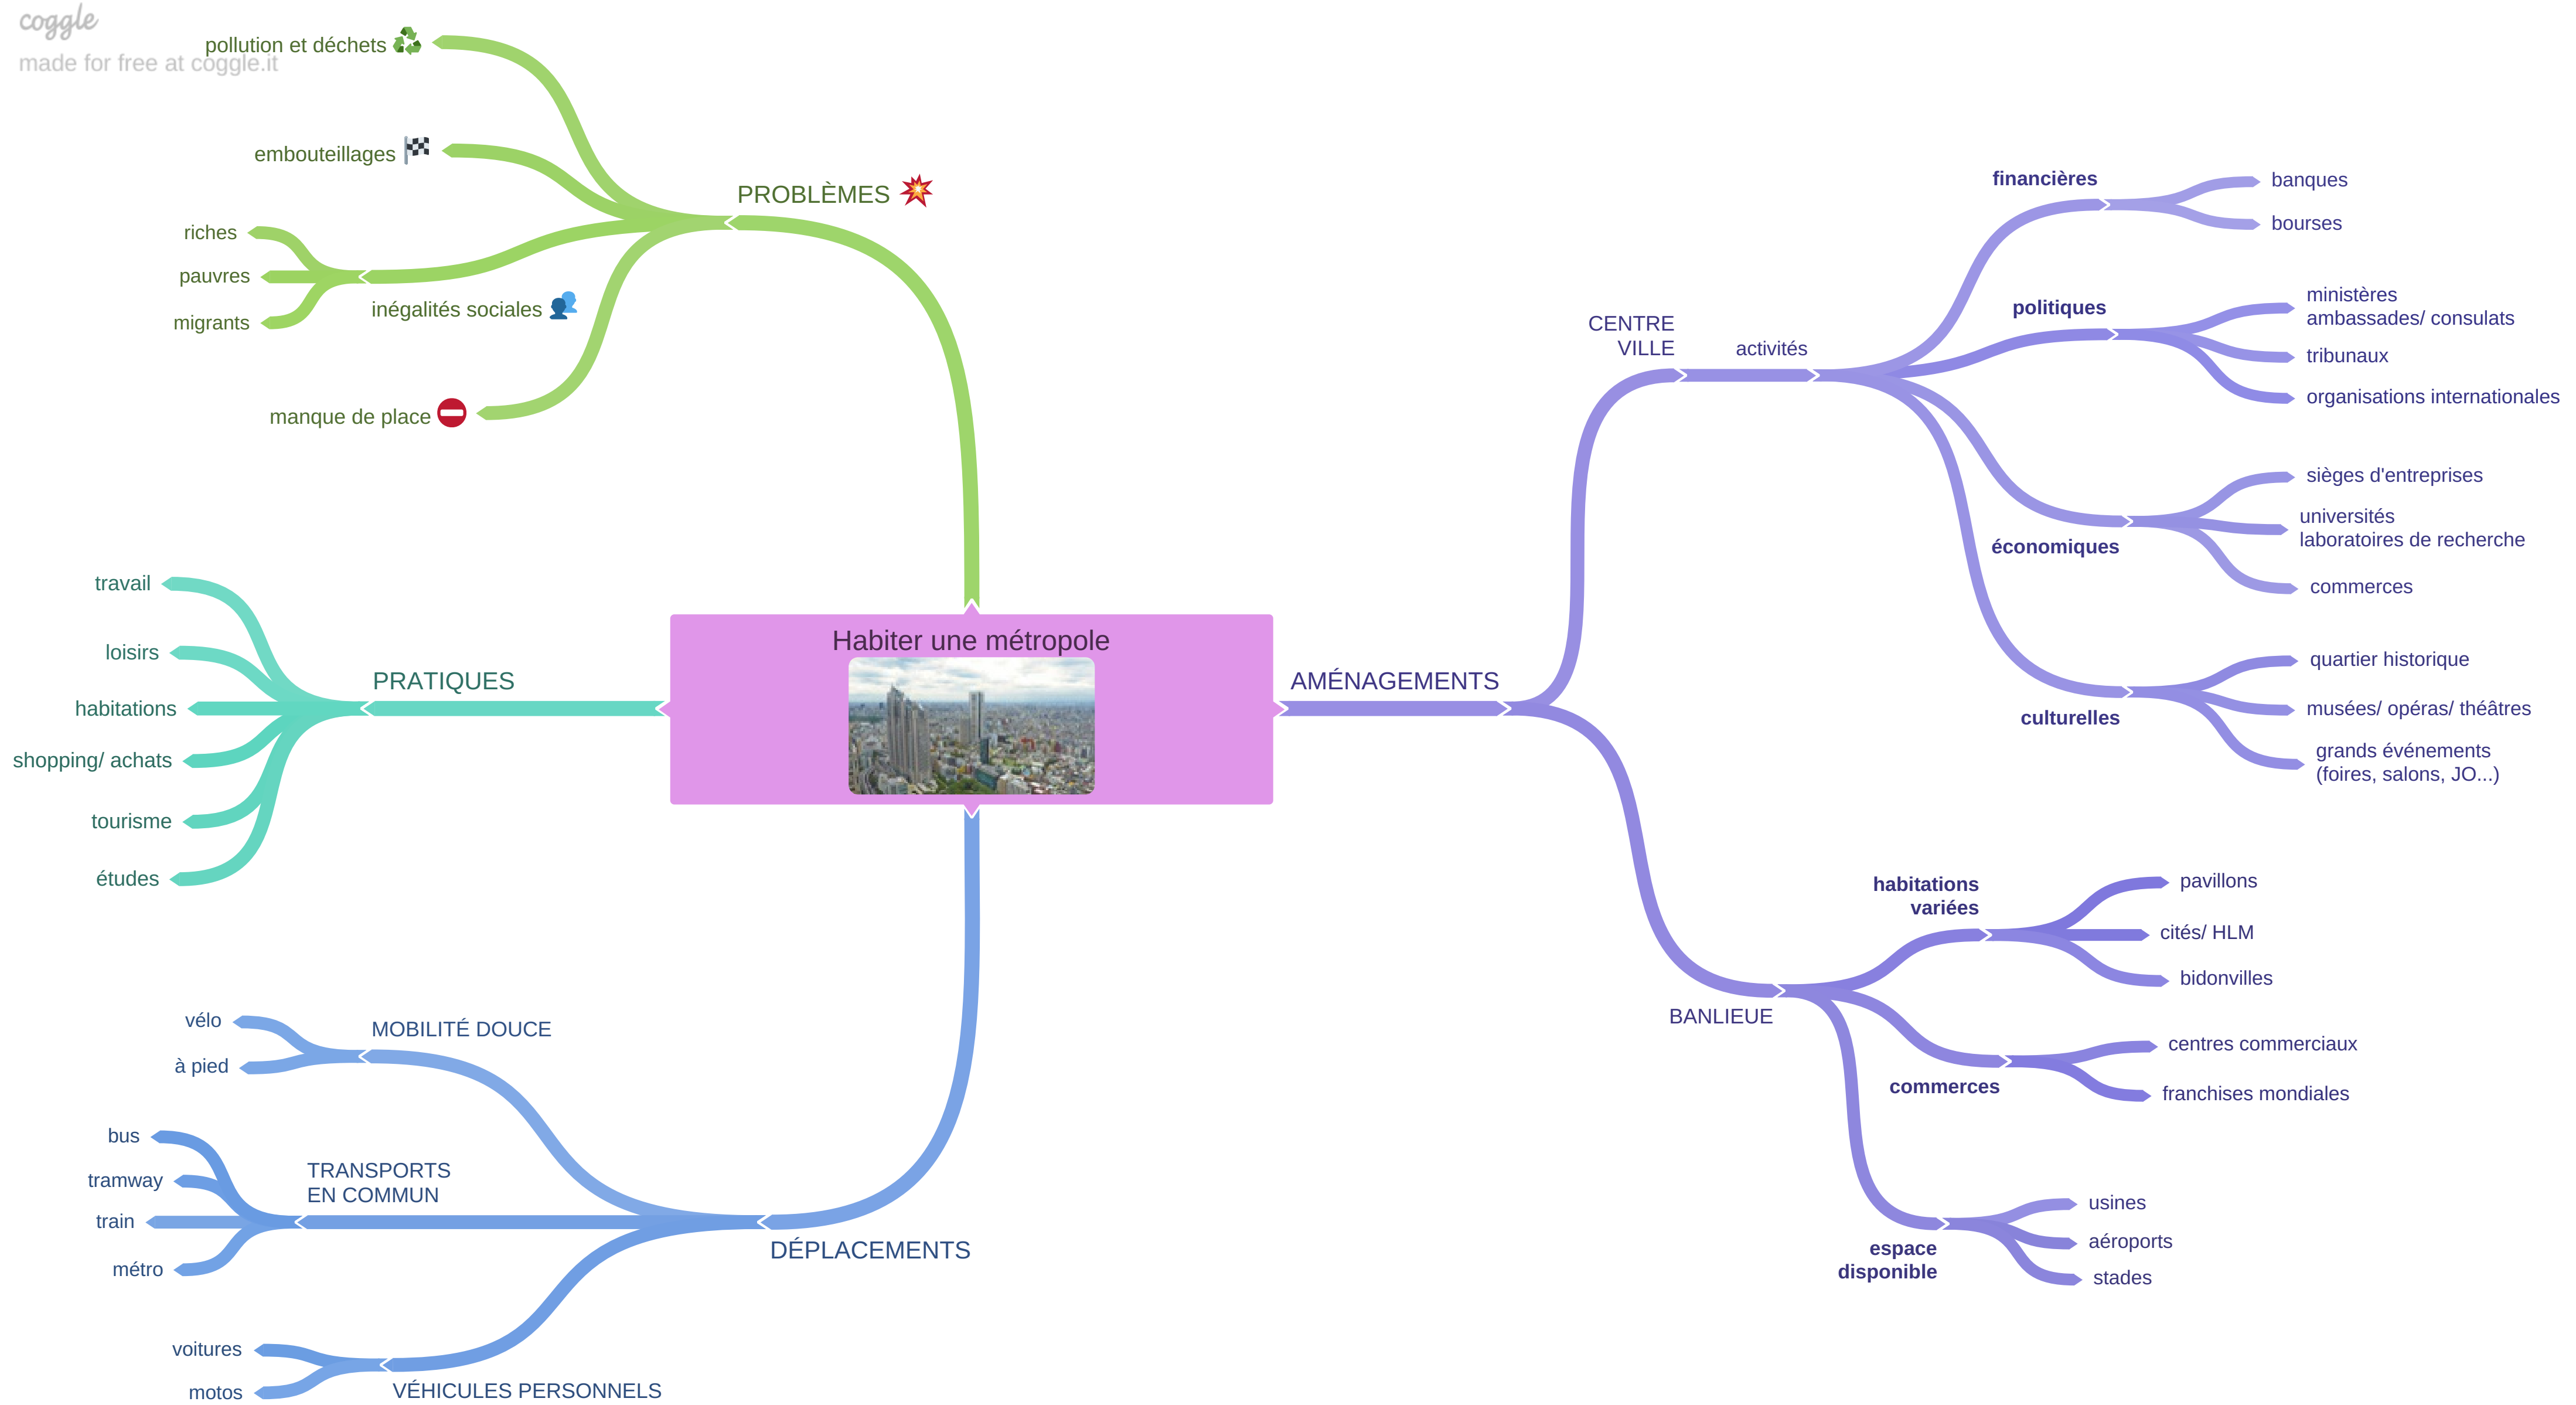 coggle
made for free at coggle.it
pollution et déchets
embouteillages
PROBLÈMES
riches
pauvres
migrants
inégalités sociales
manque de place
travail
loisirs
habitations
shopping/ achats
tourisme
études
PRATIQUES
Habiter une métropole
vélo
à pied
MOBILITÉ DOUCE
bus
tramway
train
métro
TRANSPORTS
EN COMMUN
DÉPLACEMENTS
voitures
motos
VÉHICULES PERSONNELS
AMÉNAGEMENTS
CENTRE
VILLE
activités
financières
banques
bourses
politiques
ministères
ambassades/ consulats
tribunaux
organisations internationales
économiques
sièges d'entreprises
universités
laboratoires de recherche
commerces
culturelles
quartier historique
musées/ opéras/ théâtres
grands événements
(foires, salons, JO...)
BANLIEUE
habitations
variées
pavillons
cités/ HLM
bidonvilles
commerces
centres commerciaux
franchises mondiales
espace
disponible
usines
aéroports
stades